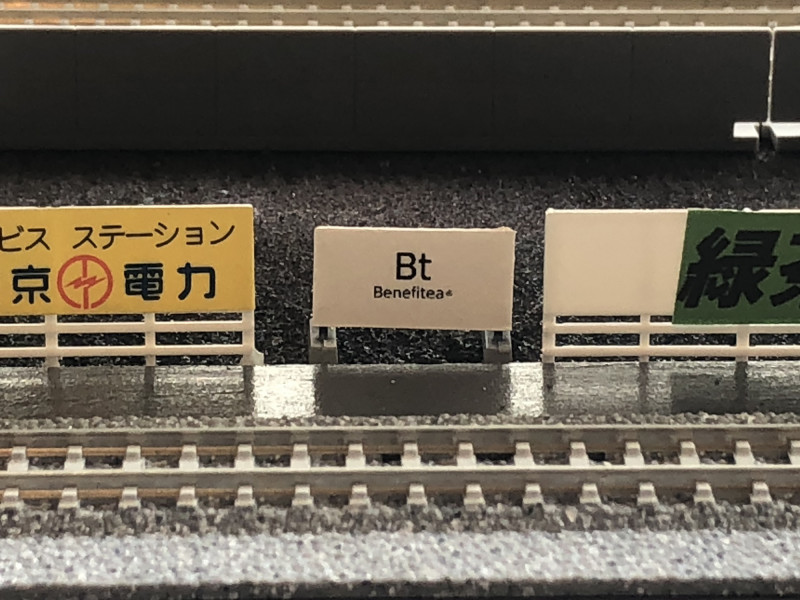 ビス ステーション
京 電力
Bt
Benefitea
緑